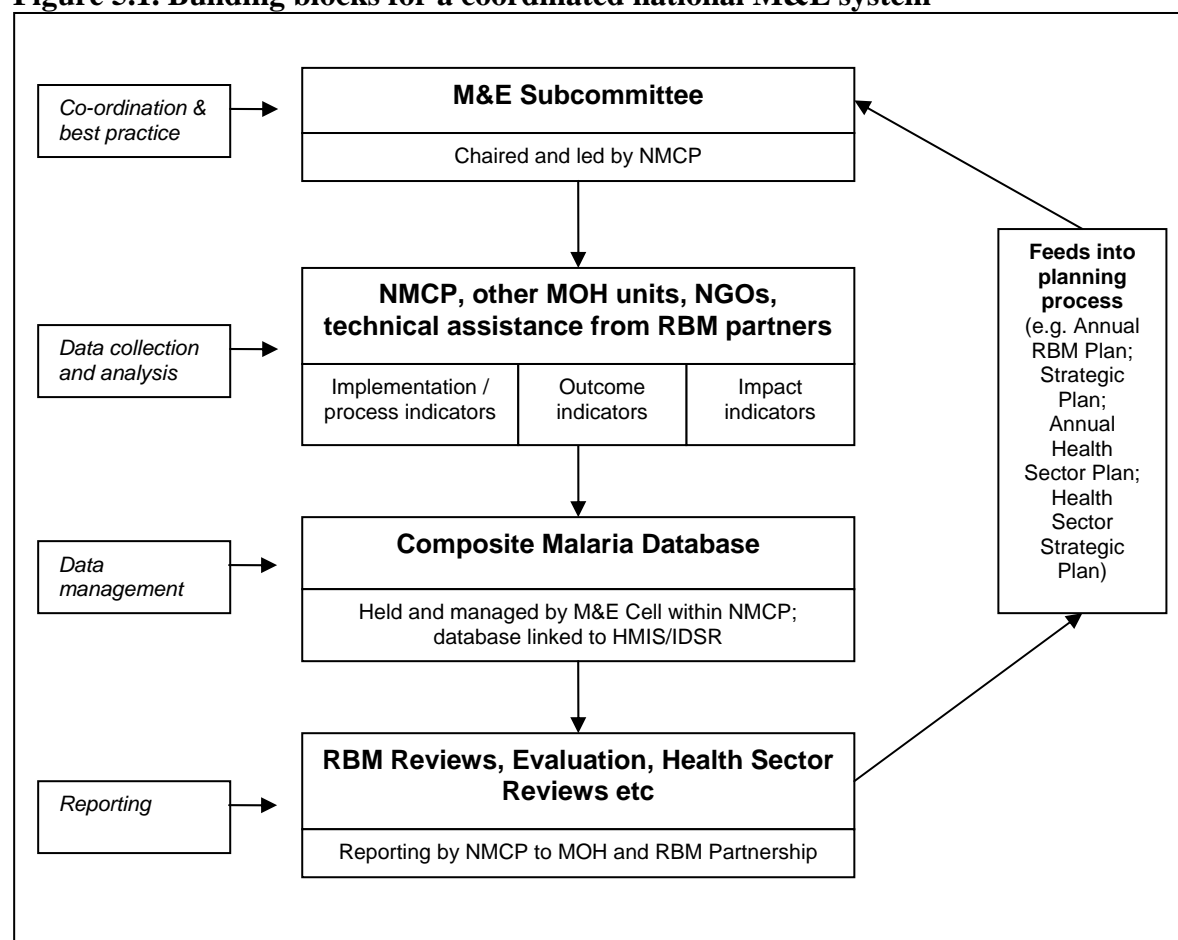 Figure 5.1. Building blocks for a coordinated national M&E system
Co-ordination &
best practice
M&E Subcommittee
Chaired and led by NMCP
Data collection
and analysis
NMCP, other MOH units, NGOs,
technical assistance from RBM partners
Implementation /
process indicators
Outcome
indicators
Impact
indicators
Data
management
Composite Malaria Database
Held and managed by M&E Cell within NMCP;
database linked to HMIS/IDSR
Reporting
RBM Reviews, Evaluation, Health Sector
Reviews etc
Reporting by NMCP to MOH and RBM Partnership
Feeds into
planning
process
(e.g. Annual
RBM Plan;
Strategic
Plan;
Annual
Health
Sector Plan;
Health
Sector
Strategic
Plan)